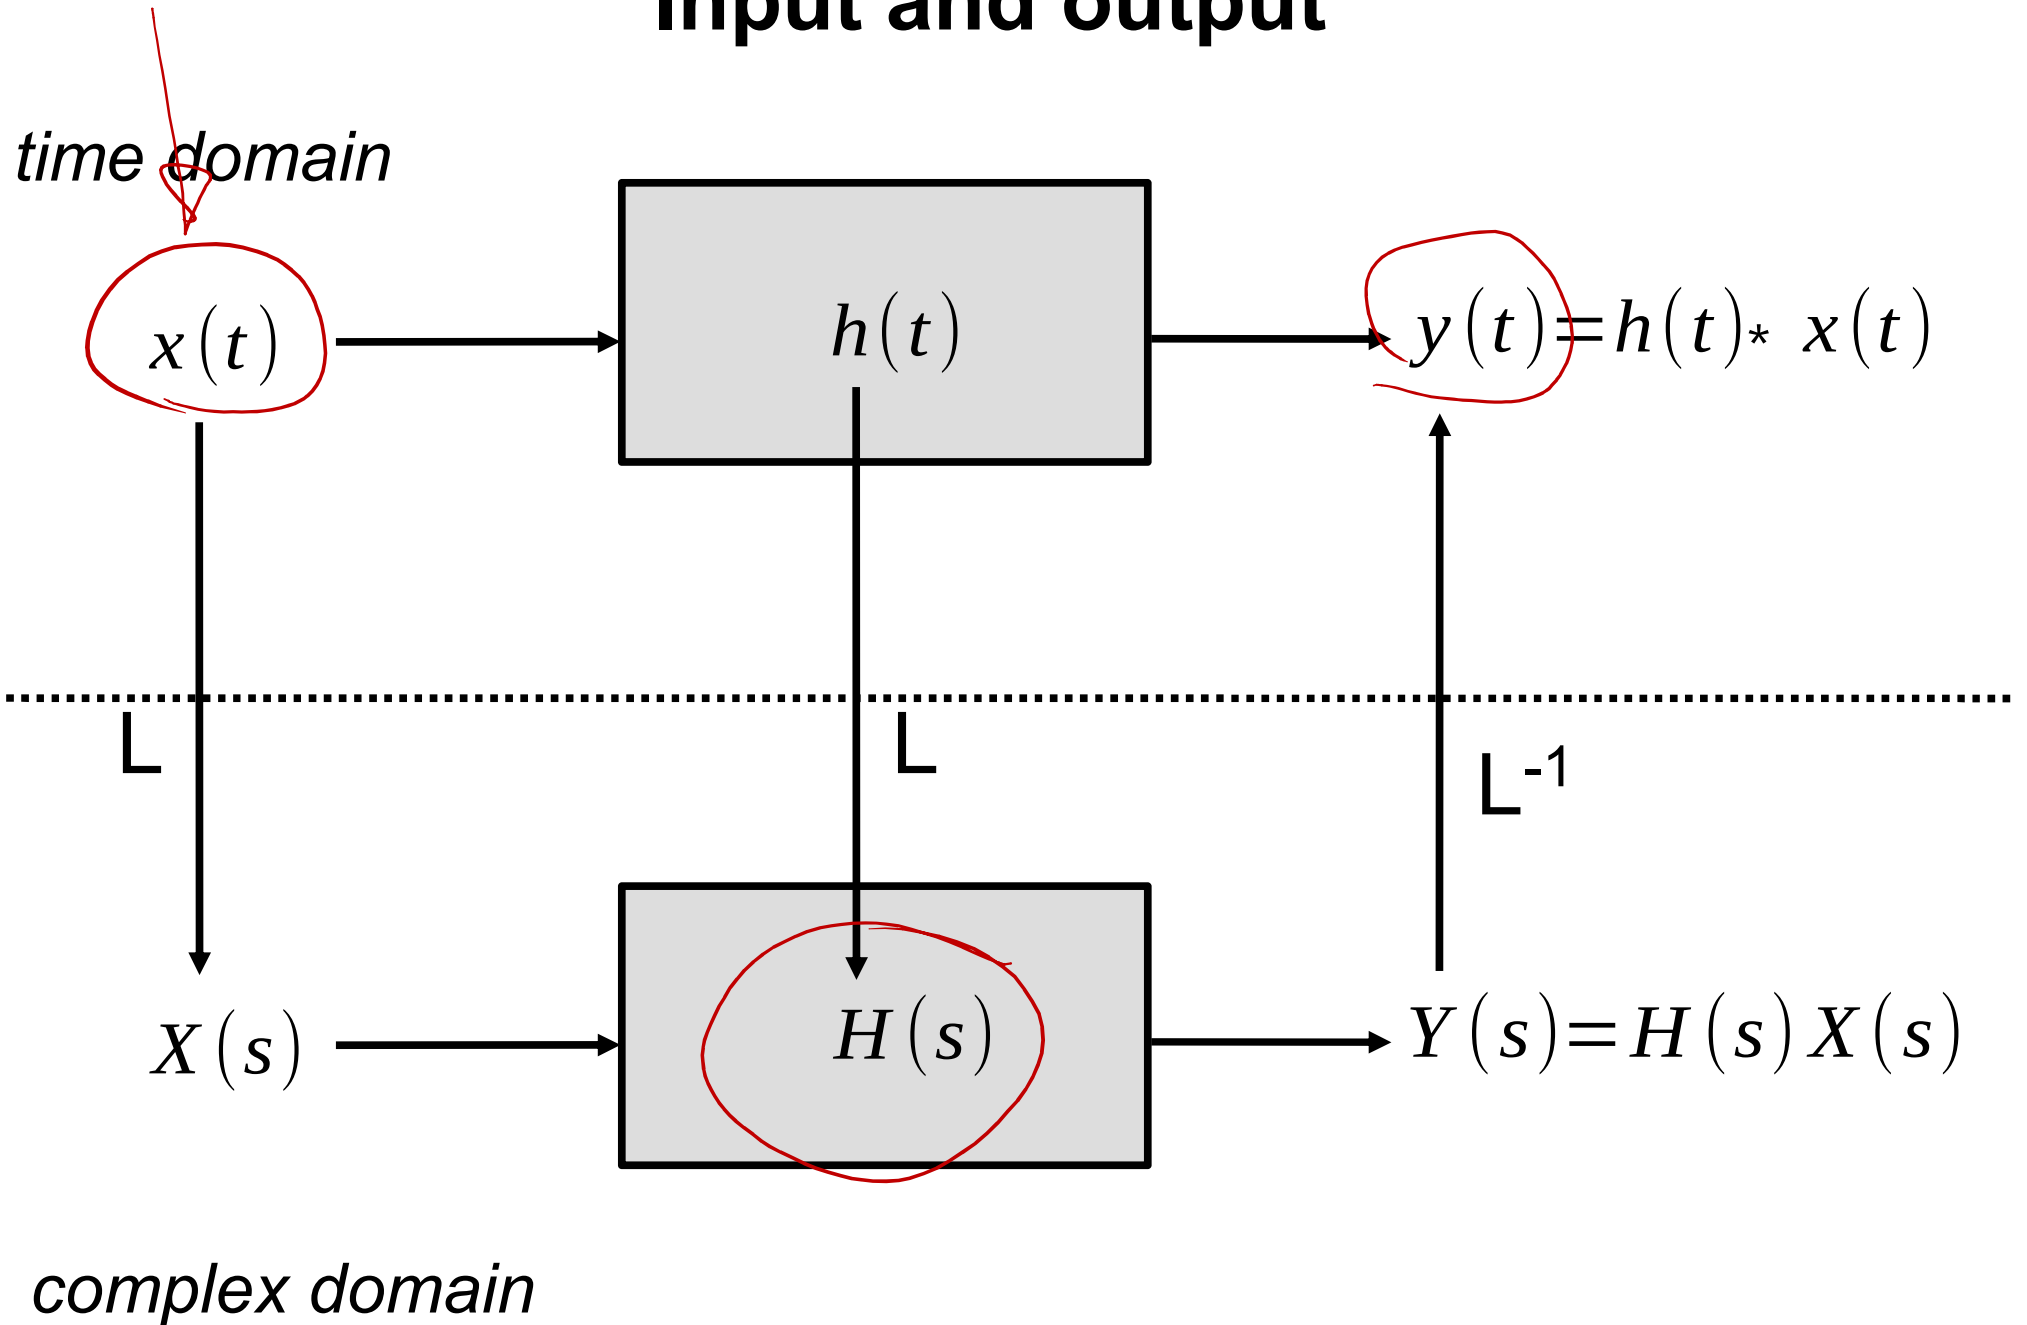 Input and output
time domain
x(t) h(t) y(t)=h(t)* x(t)
L L L-1
X(s) H(s) Y(s)=H(s)X(s)
complex domain